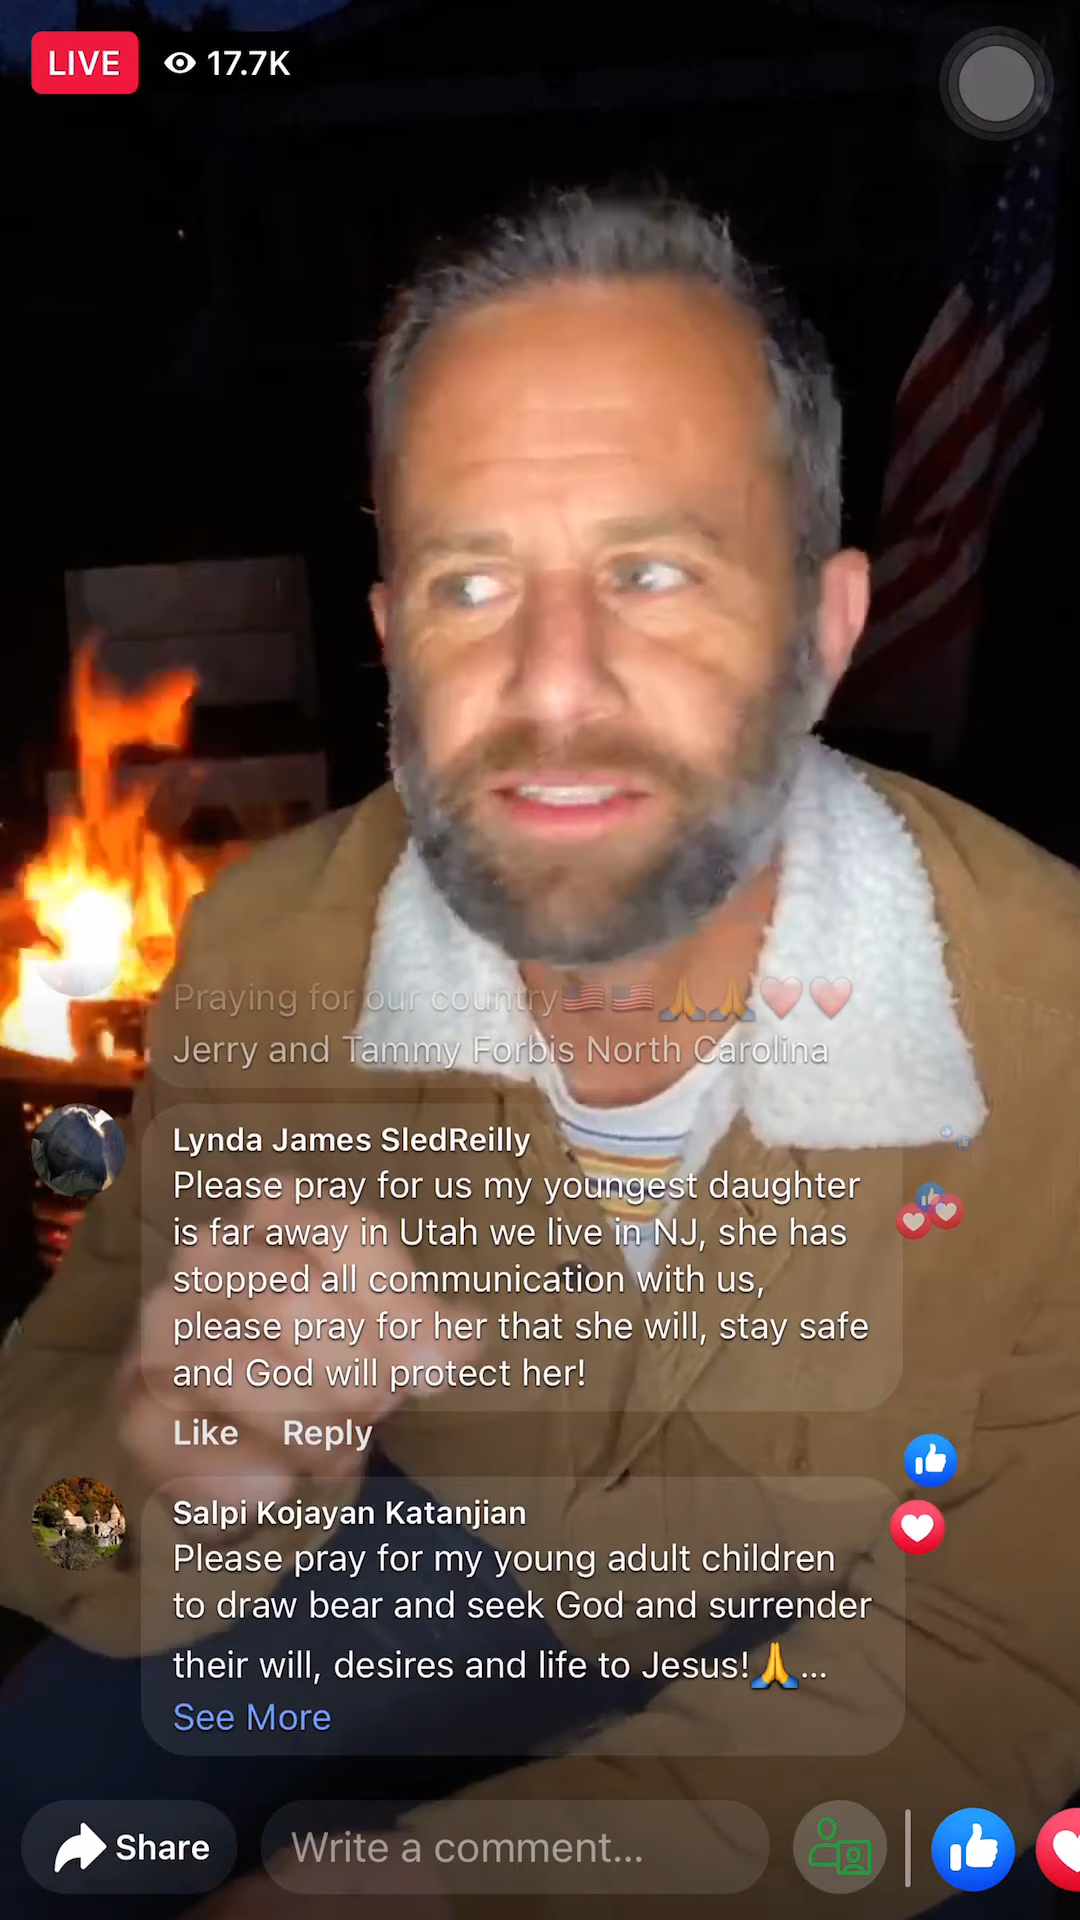 LIVE 17.7K
Praying for our country🇺🇸🇺🇸🙏🙏❤️❤️
Jerry and Tammy Forbis North Carolina
Lynda James SledReilly
Please pray for us my youngest daughter
is far away in Utah we live in NJ, she has
stopped all communication with us,
please pray for her that she will, stay safe
and God will protect her!
Like Reply
Salpi Kojayan Katanjian
Please pray for my young adult children
to draw bear and seek God and surrender
their will, desires and life to Jesus!🙏...
See More
Share Write a comment...